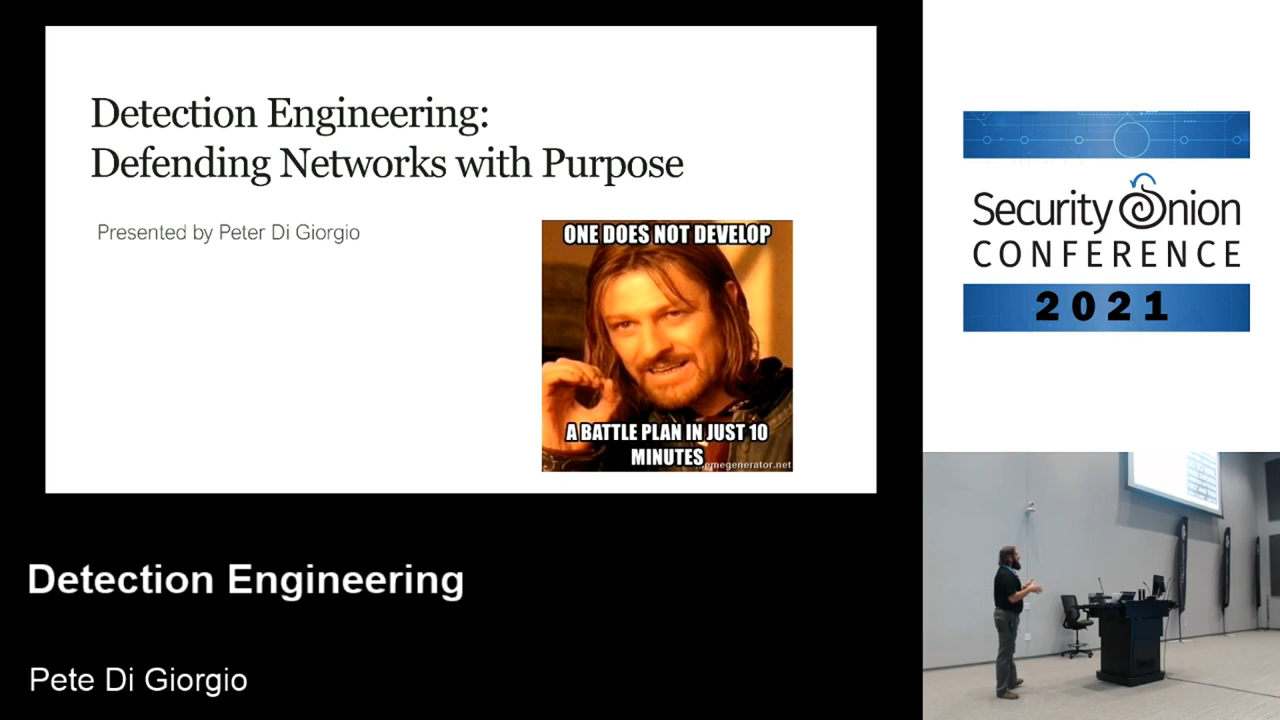 Detection Engineering:
Defending Networks with Purpose
Presented by Peter Di Giorgio
ONE DOES NOT DEVELOP
A BATTLE PLAN IN JUST 10
MINUTES
memegenerator.net
Security Onion
CONFERENCE
2021
Detection Engineering
Pete Di Giorgio